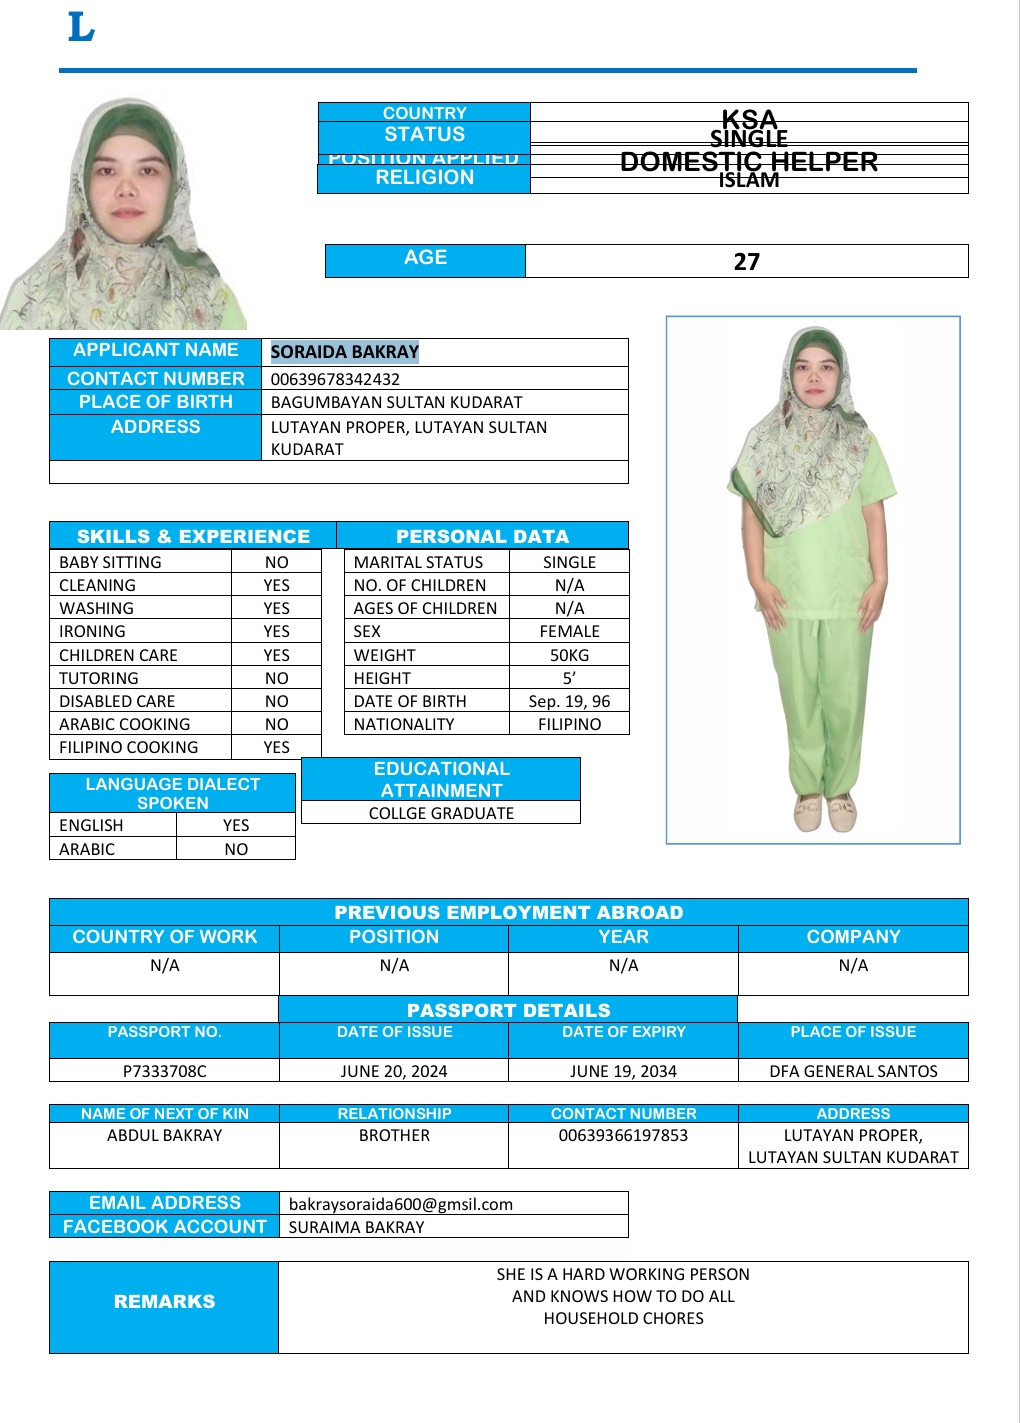 L
COUNTRY KSA
STATUS SINGLE
POSITION APPLIED DOMESTIC HELPER
RELIGION ISLAM
AGE 27
APPLICANT NAME SORAIDA BAKRAY
CONTACT NUMBER 00639678342432
PLACE OF BIRTH BAGUMBAYAN SULTAN KUDARAT
ADDRESS LUTAYAN PROPER, LUTAYAN SULTAN
KUDARAT
SKILLS & EXPERIENCE PERSONAL DATA
BABY SITTING NO MARITAL STATUS SINGLE
CLEANING YES NO. OF CHILDREN N/A
WASHING YES AGES OF CHILDREN N/A
IRONING YES SEX FEMALE
CHILDREN CARE YES WEIGHT 50KG
TUTORING NO HEIGHT 5’
DISABLED CARE NO DATE OF BIRTH Sep. 19, 96
ARABIC COOKING NO NATIONALITY FILIPINO
FILIPINO COOKING YES
EDUCATIONAL
ATTAINMENT
COLLGE GRADUATE
LANGUAGE DIALECT
SPOKEN
ENGLISH YES
ARABIC NO
PREVIOUS EMPLOYMENT ABROAD
COUNTRY OF WORK POSITION YEAR COMPANY
N/A N/A N/A N/A
PASSPORT DETAILS
PASSPORT NO. DATE OF ISSUE DATE OF EXPIRY PLACE OF ISSUE
P7333708C JUNE 20, 2024 JUNE 19, 2034 DFA GENERAL SANTOS
NAME OF NEXT OF KIN RELATIONSHIP CONTACT NUMBER ADDRESS
ABDUL BAKRAY BROTHER 00639366197853 LUTAYAN PROPER,
LUTAYAN SULTAN KUDARAT
EMAIL ADDRESS bakraysoraida600@gmsil.com
FACEBOOK ACCOUNT SURAIMA BAKRAY
REMARKS
SHE IS A HARD WORKING PERSON
AND KNOWS HOW TO DO ALL
HOUSEHOLD CHORES